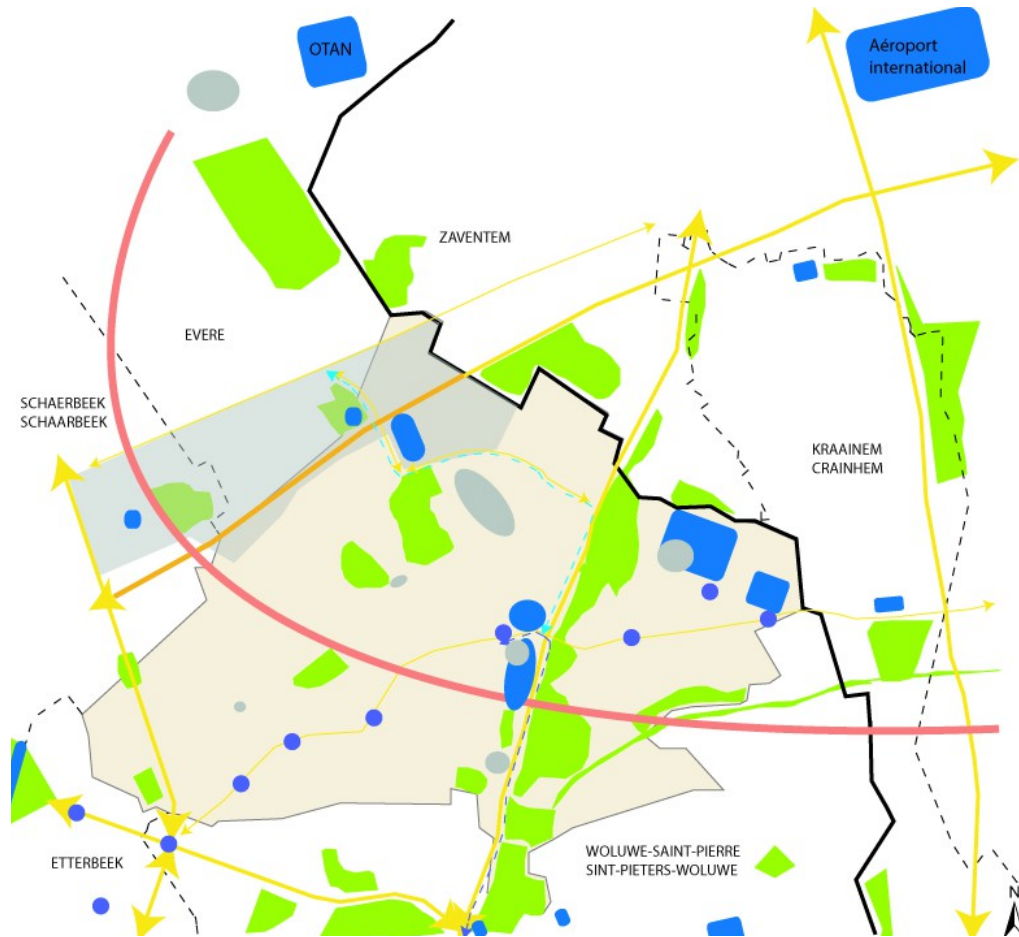 OTAN
Aéroport
international
ZAVENTEM
EVERE
SCHAERBEEK
SCHAARBEEK
KRAAINEM
CRAINHEM
ETTERBEEK
WOLUWE-SAINT-PIERRE
SINT-PIETERS-WOLUWE
N